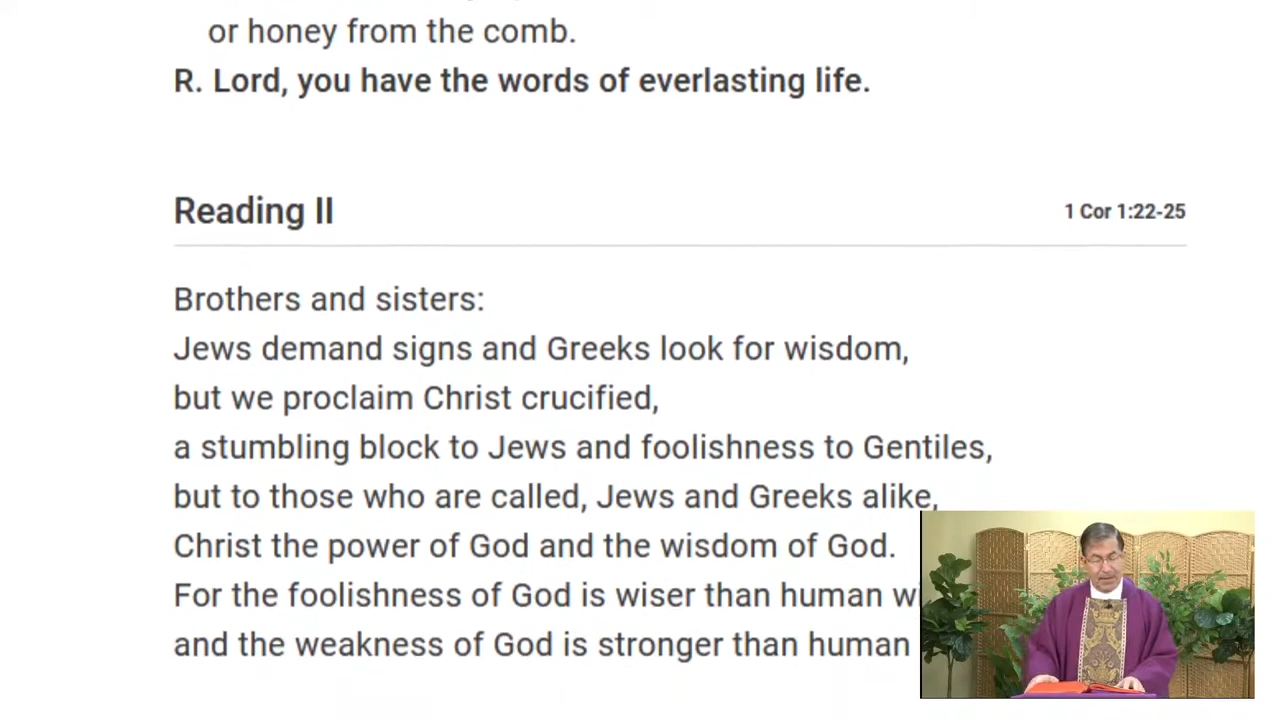 or honey from the comb.
R. Lord, you have the words of everlasting life.
Reading II
1 Cor 1:22-25
Brothers and sisters:
Jews demand signs and Greeks look for wisdom,
but we proclaim Christ crucified,
a stumbling block to Jews and foolishness to Gentiles,
but to those who are called, Jews and Greeks alike,
Christ the power of God and the wisdom of God.
For the foolishness of God is wiser than human
and the weakness of God is stronger than human